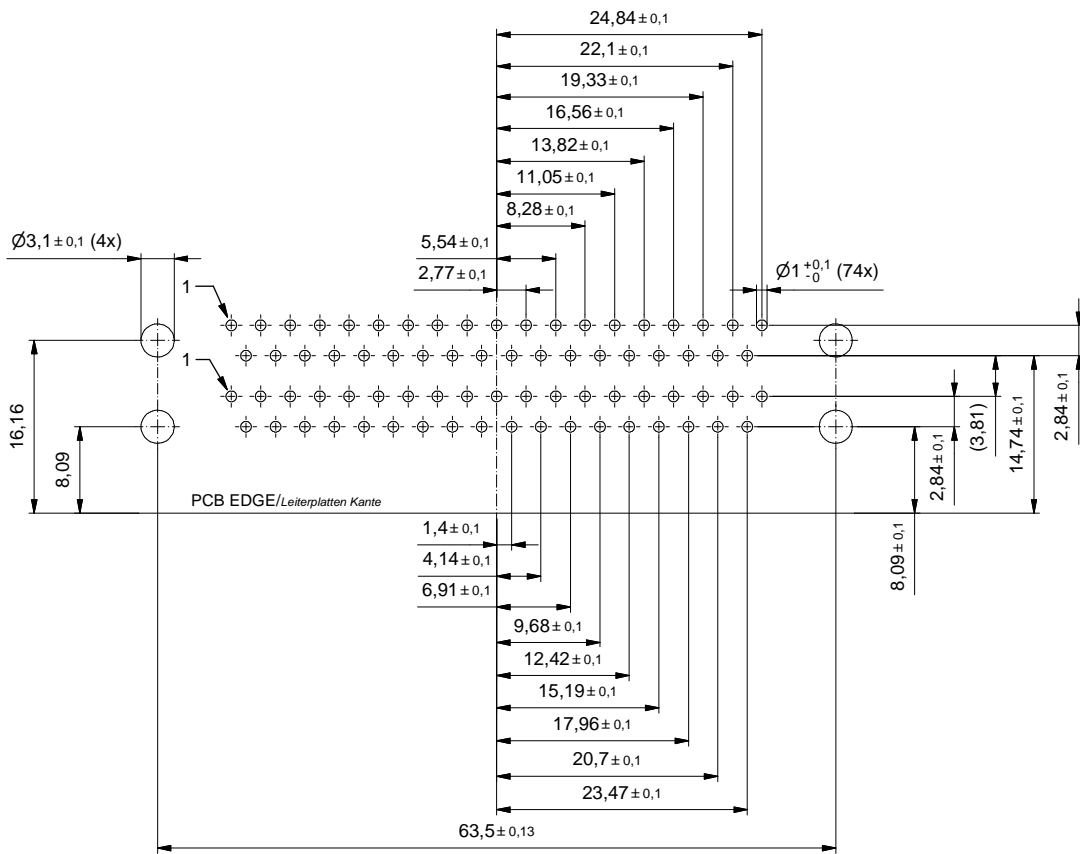 24,84 ± 0,1
22,1 ± 0,1
19,33 ± 0,1
16,56 ± 0,1
13,82 ± 0,1
11,05 ± 0,1
8,28 ± 0,1
Ø3,1 ± 0,1 (4x)
5,54 ± 0,1
2,77 ± 0,1
Ø1 +0,1 -0 (74x)
1
1
16,16
8,09
2,84 ± 0,1
(3,81)
14,74 ± 0,1
2,84 ± 0,1
8,09 ± 0,1
PCB EDGE/Leiterplatten Kante
1,4 ± 0,1
4,14 ± 0,1
6,91 ± 0,1
9,68 ± 0,1
12,42 ± 0,1
15,19 ± 0,1
17,96 ± 0,1
20,7 ± 0,1
23,47 ± 0,1
63,5 ± 0,13